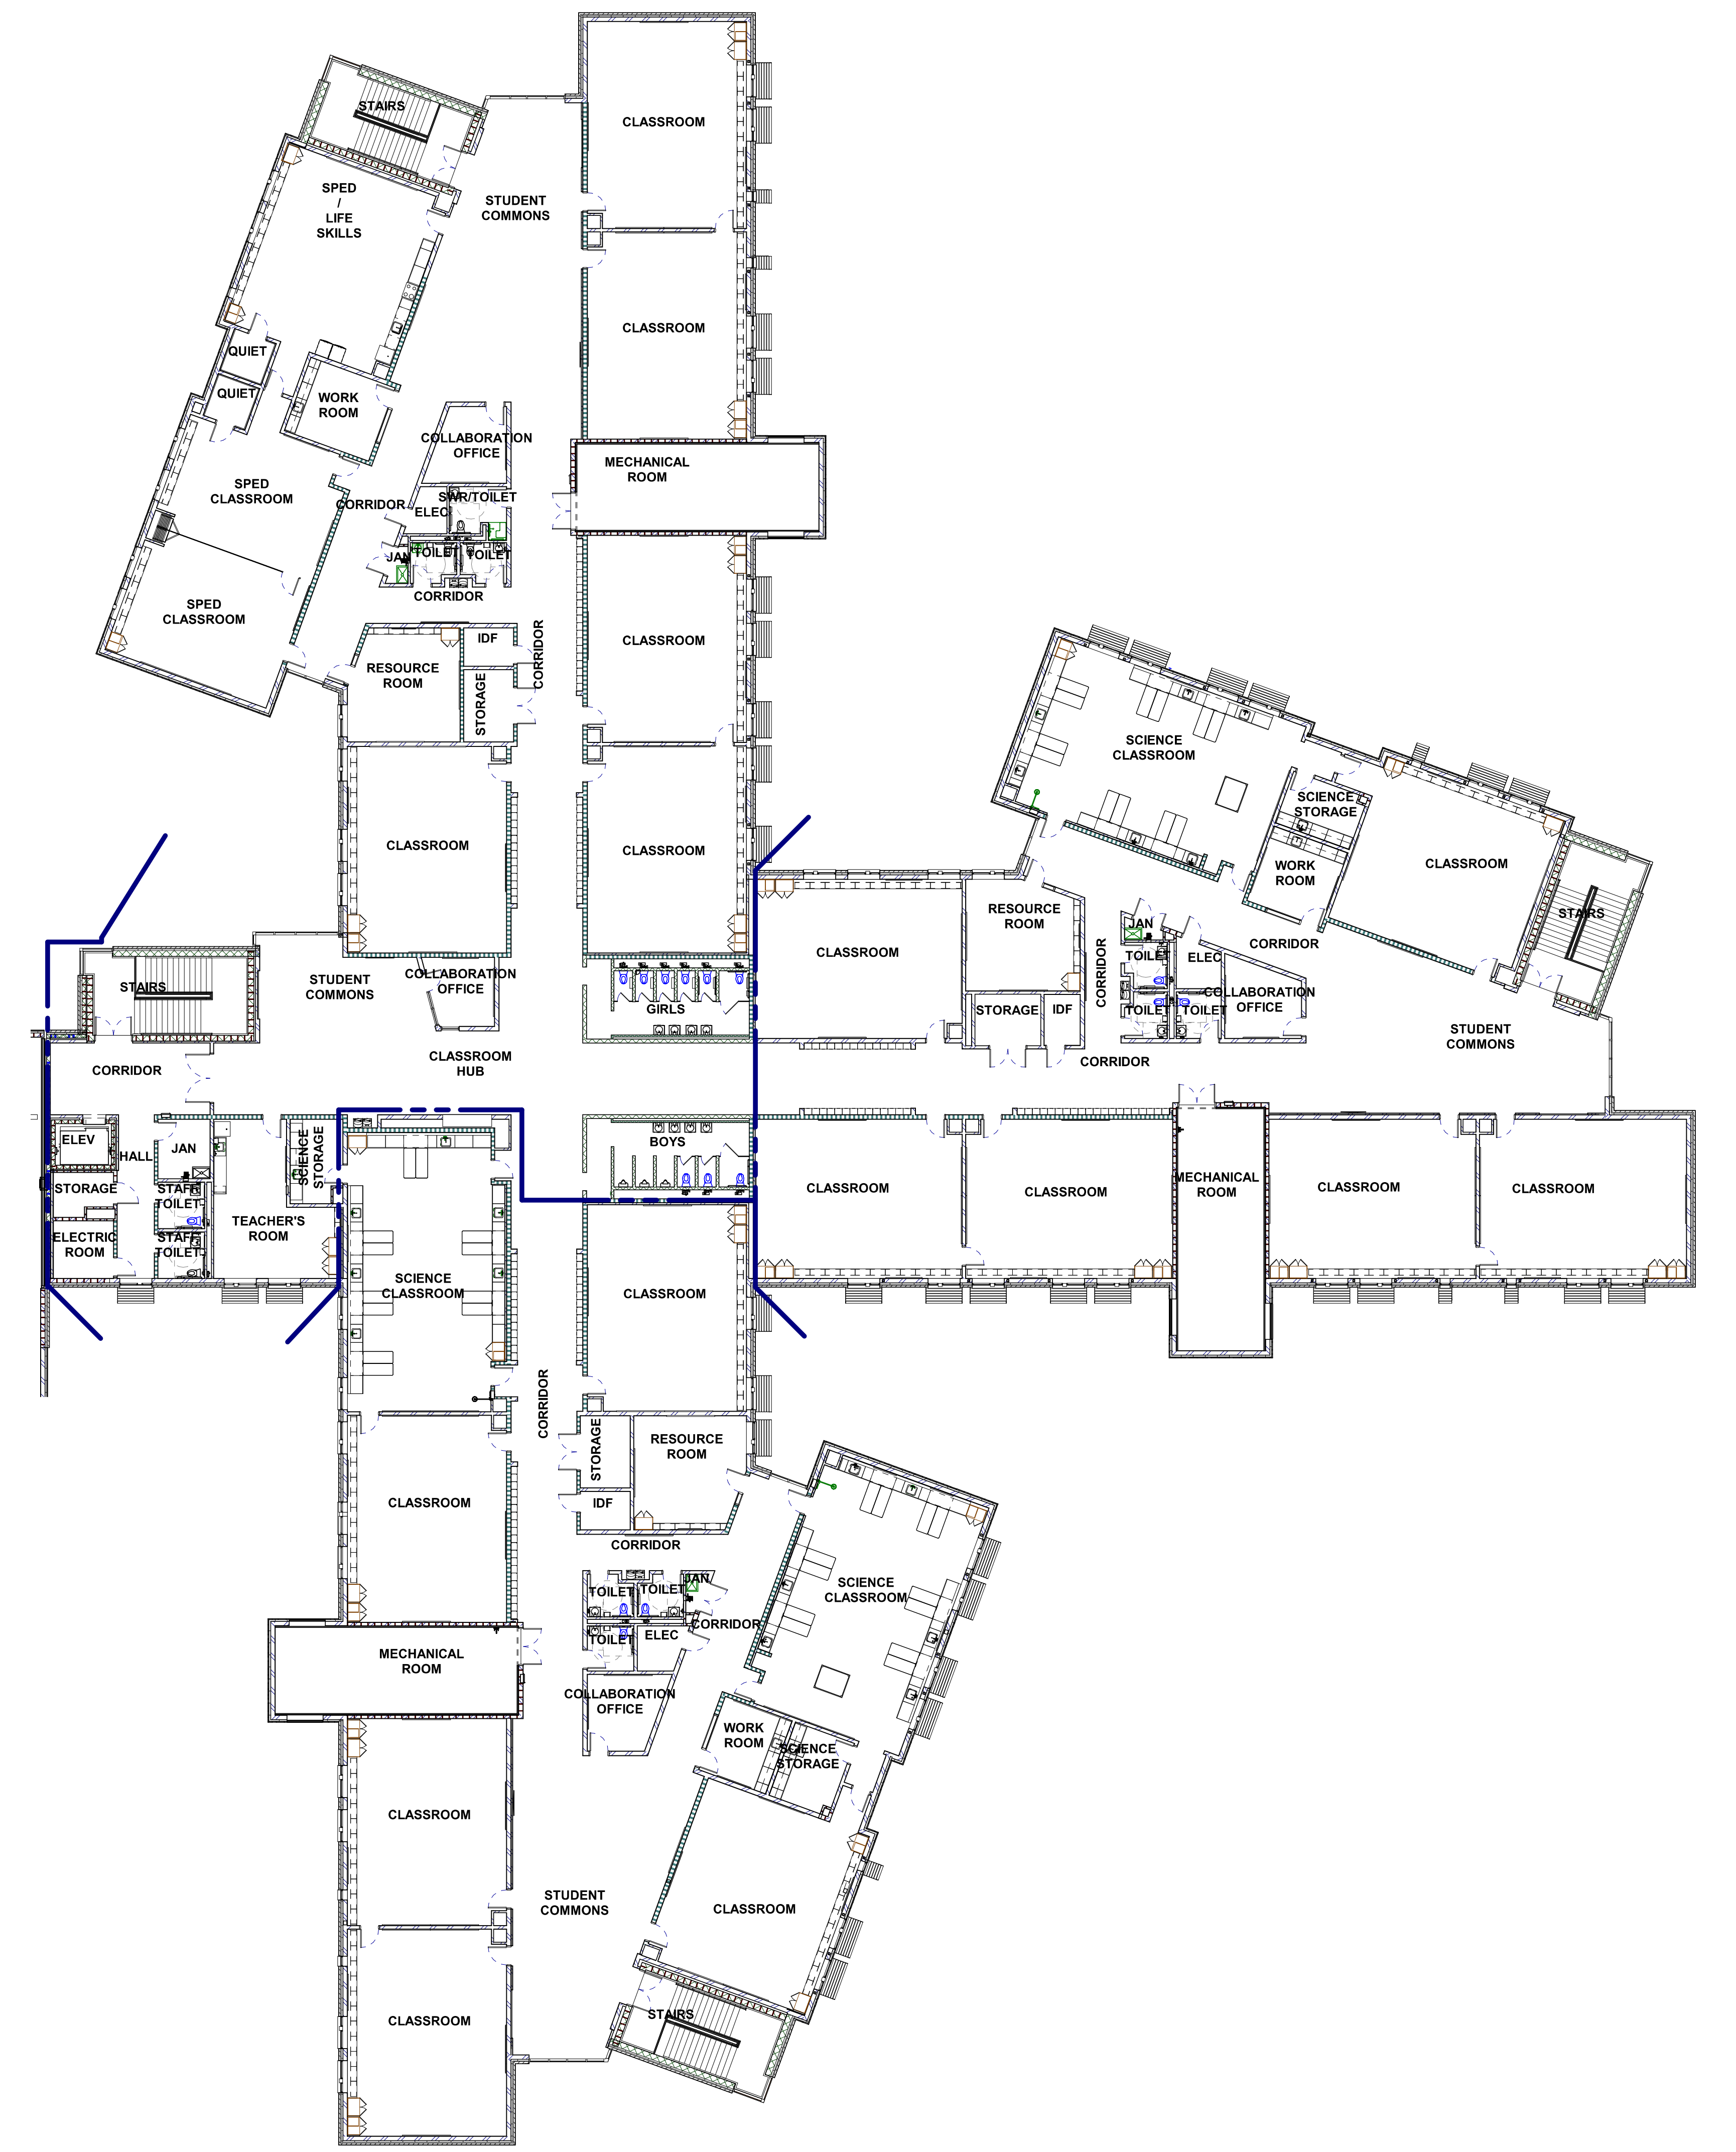 STAIRS
CLASSROOM
SPED
/
LIFE
SKILLS
STUDENT
COMMONS
CLASSROOM
QUIET
QUIET
WORK
ROOM
COLLABORATION
OFFICE
MECHANICAL
ROOM
SPED
CLASSROOM
CORRIDOR
ELEC
SWR/TOILET
JAN
TOILET
TOILET
CORRIDOR
SPED
CLASSROOM
RESOURCE
ROOM
IDF
STORAGE
CORRIDOR
CLASSROOM
CLASSROOM
CLASSROOM
SCIENCE
CLASSROOM
SCIENCE
STORAGE
WORK
ROOM
CLASSROOM
STAIRS
RESOURCE
ROOM
JAN
CORRIDOR
CORRIDOR
TOILET
ELEC
COLLABORATION
OFFICE
STORAGE
IDF
TOILET
TOILET
STUDENT
COMMONS
CORRIDOR
CLASSROOM
STAIRS
STUDENT
COMMONS
COLLABORATION
OFFICE
GIRLS
CORRIDOR
CLASSROOM
HUB
ELEV
HALL
JAN
SCIENCE
STORAGE
BOYS
STORAGE
STAFF
TOILET
ELECTRIC
ROOM
STAFF
TOILET
TEACHER'S
ROOM
CLASSROOM
CLASSROOM
MECHANICAL
ROOM
CLASSROOM
CLASSROOM
SCIENCE
CLASSROOM
CLASSROOM
CORRIDOR
STORAGE
RESOURCE
ROOM
IDF
CLASSROOM
CORRIDOR
SCIENCE
CLASSROOM
TOILET
TOILET
JAN
CORRIDOR
TOILET
ELEC
MECHANICAL
ROOM
COLLABORATION
OFFICE
WORK
ROOM
SCIENCE
STORAGE
CLASSROOM
STUDENT
COMMONS
CLASSROOM
STAIRS
CLASSROOM